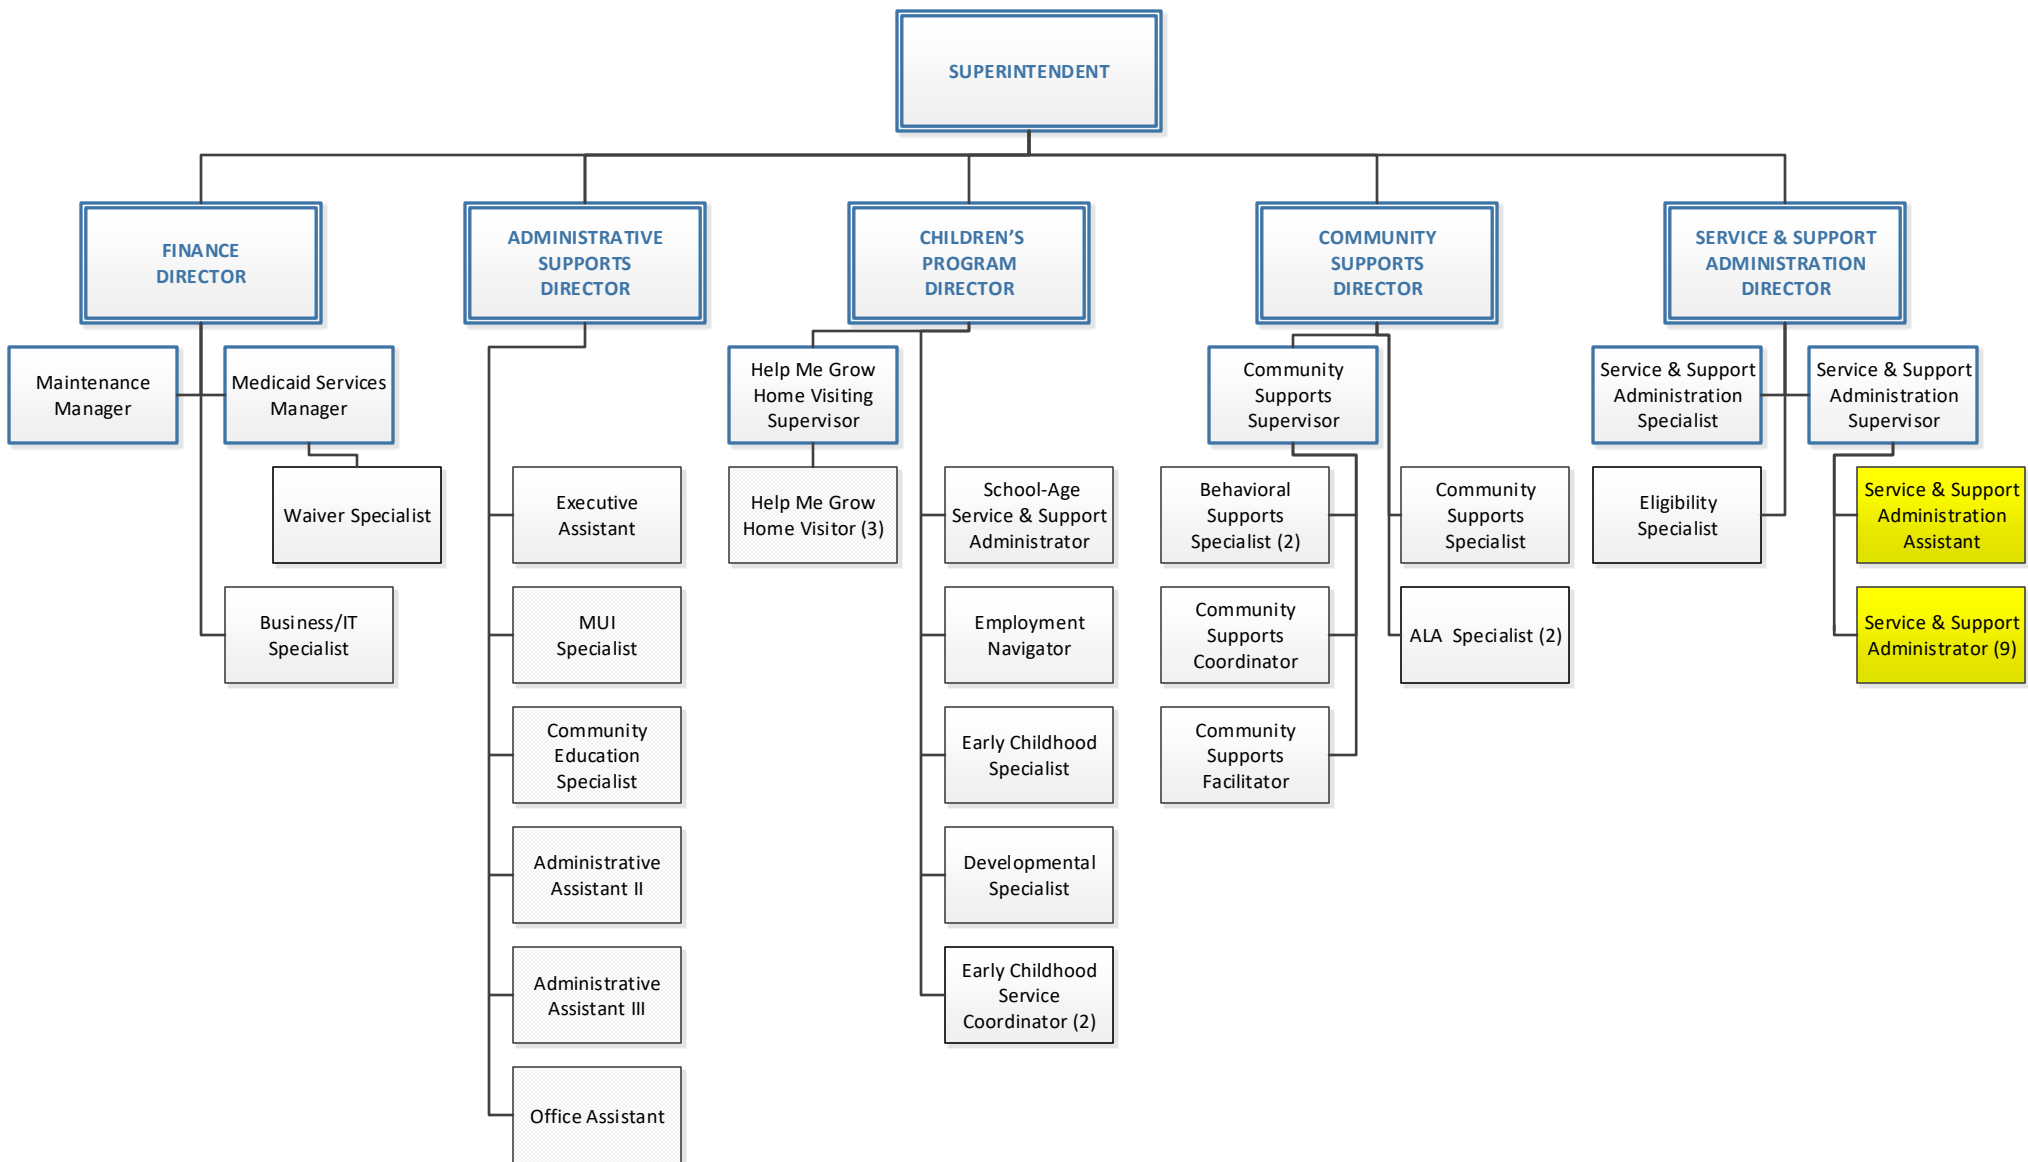 SUPERINTENDENT
FINANCE
DIRECTOR
ADMINISTRATIVE
SUPPORTS
DIRECTOR
CHILDREN’S
PROGRAM
DIRECTOR
COMMUNITY
SUPPORTS
DIRECTOR
SERVICE & SUPPORT
ADMINISTRATION
DIRECTOR
Maintenance
Manager
Medicaid Services
Manager
Help Me Grow
Home Visiting
Supervisor
Community
Supports
Supervisor
Service & Support
Administration
Specialist
Service & Support
Administration
Supervisor
Waiver Specialist
Executive
Assistant
Help Me Grow
Home Visitor (3)
School-Age
Service & Support
Administrator
Behavioral
Supports
Specialist (2)
Community
Supports
Specialist
Eligibility
Specialist
Service & Support
Administration
Assistant
Business/IT
Specialist
MUI
Specialist
Employment
Navigator
Community
Supports
Coordinator
ALA  Specialist (2)
Service & Support
Administrator (9)
Community
Education
Specialist
Early Childhood
Specialist
Community
Supports
Facilitator
Administrative
Assistant II
Developmental
Specialist
Administrative
Assistant III
Early Childhood
Service
Coordinator (2)
Office Assistant